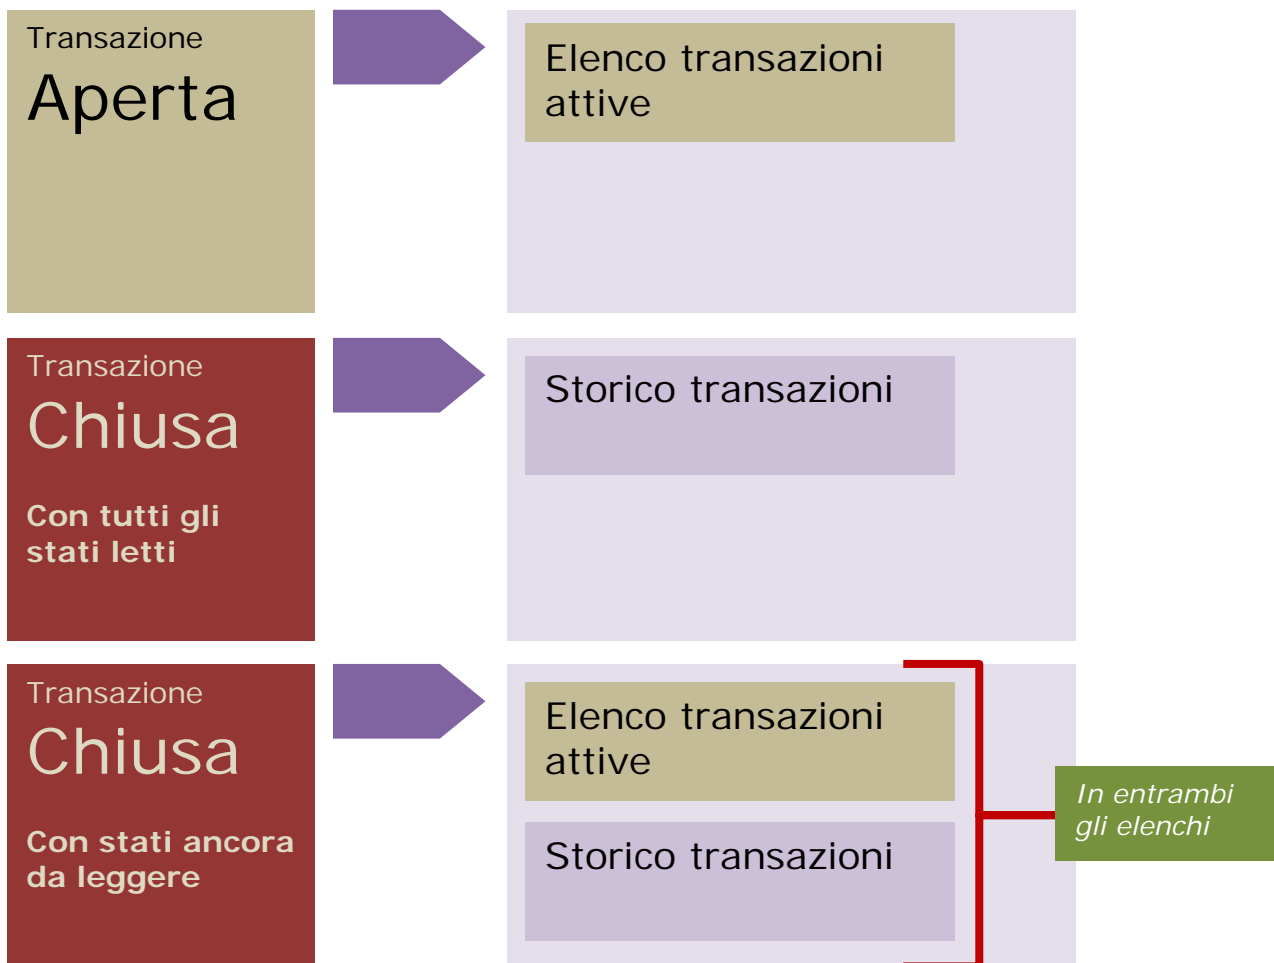 Transazione
Aperta
Elenco transazioni
attive
Transazione
Chiusa
Con tutti gli
stati letti
Storico transazioni
Transazione
Chiusa
Con stati ancora
da leggere
Elenco transazioni
attive
Storico transazioni
In entrambi
gli elenchi